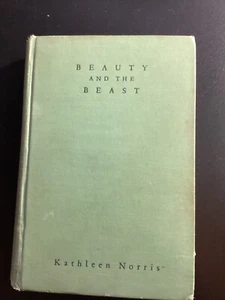 BEAUTY
AND THE
BEAST
Kathleen Norris